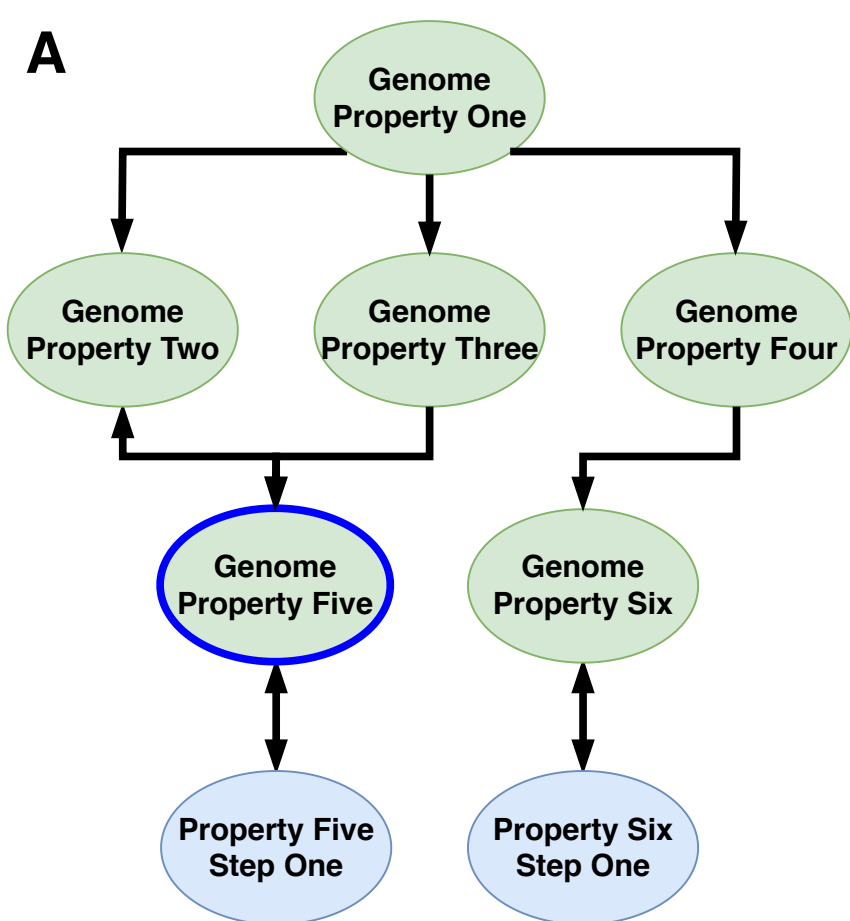 A
Genome
Property One
Genome
Property Two
Genome
Property Three
Genome
Property Four
Genome
Property Five
Genome
Property Six
Property Five
Step One
Property Six
Step One